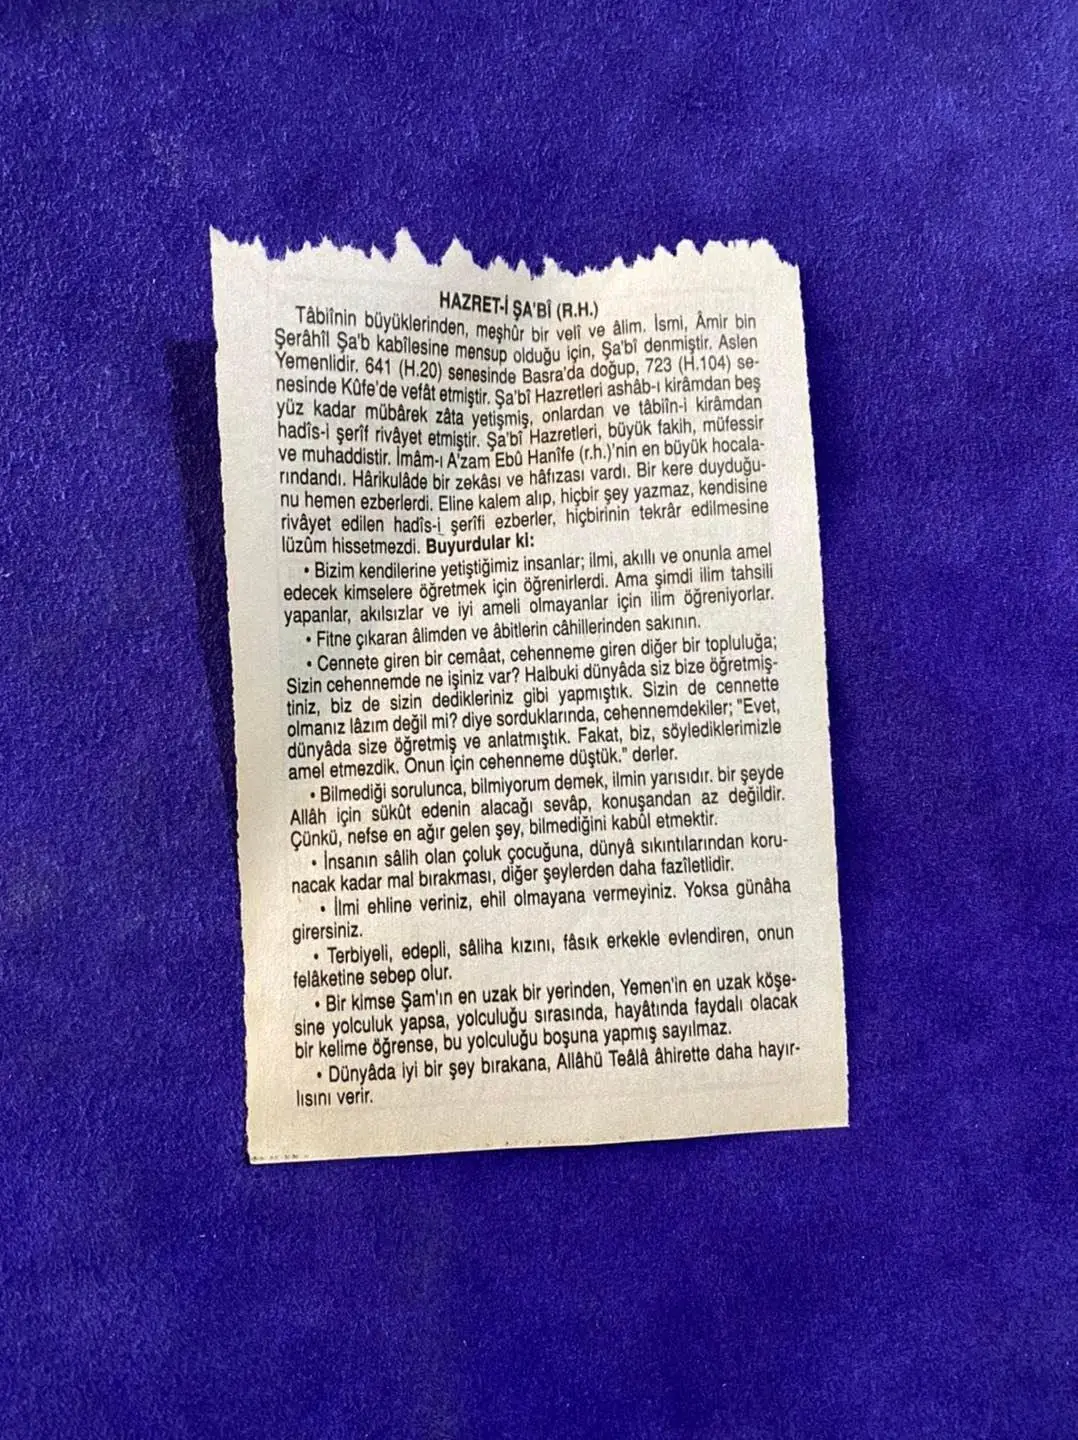 HAZRET-İ ŞA'BÎ (R.H.)
Tâbiînin büyüklerinden, meşhûr bir velî ve âlim. İsmi, Âmir bin
Şerâhîl Şa'b kabîlesine mensup olduğu için, Şa'bî denmiştir. Aslen
Yemenlidir. 641 (H.20) senesinde Basra'da doğup, 723 (H.104) se-
nesinde Kûfe'de vefât etmiştir. Şa'bî Hazretleri ashâb-ı kirâmdan beş
yüz kadar mübârek zâta yetişmiş, onlardan ve tâbiîn-i kirâmdan
hadîs-i şerîf rivâyet etmiştir. Şa'bî Hazretleri, büyük fakih, müfessir
ve muhaddistir. İmâm-ı A'zam Ebû Hanîfe (r.h.)'nin en büyük hocala-
rındandı. Hârikulâde bir zekâsı ve hâfızası vardı. Bir kere duyduğu-
nu hemen ezberlerdi. Eline kalem alıp, hiçbir şey yazmaz, kendisine
rivâyet edilen hadîs-i şerîfi ezberler, hiçbirinin tekrâr edilmesine
lüzûm hissetmezdi. Buyurdular ki:
• Bizim kendilerine yetiştiğimiz insanlar; ilmi, akıllı ve onunla amel
edecek kimselere öğretmek için öğrenirlerdi. Ama şimdi ilim tahsili
yapanlar, akılsızlar ve iyi ameli olmayanlar için ilim öğreniyorlar.
• Fitne çıkaran âlimden ve âbitlerin câhillerinden sakının.
• Cennete giren bir cemâat, cehenneme giren diğer bir topluluğa;
Sizin cehennemde ne işiniz var? Halbuki dünyâda siz bize öğretmiş-
tiniz, biz de sizin dedikleriniz gibi yapmıştık. Sizin de cennette
olmanız lâzım değil mi? diye sorduklarında, cehennemdekiler; "Evet,
dünyâda size öğretmiş ve anlatmıştık. Fakat, biz, söylediklerimizle
amel etmezdik. Onun için cehenneme düştük." derler.
• Bilmediği sorulunca, bilmiyorum demek, ilmin yarısıdır. bir şeyde
Allâh için sükût edenin alacağı sevâp, konuşandan az değildir.
Çünkü, nefse en ağır gelen şey, bilmediğini kabûl etmektir.
• İnsanın sâlih olan çoluk çocuğuna, dünyâ sıkıntılarından koru-
nacak kadar mal bırakması, diğer şeylerden daha fazîletlidir.
• İlmi ehline veriniz, ehil olmayana vermeyiniz. Yoksa günâha
girersiniz.
• Terbiyeli, edepli, sâliha kızını, fâsık erkekle evlendiren, onun
felâketine sebep olur.
• Bir kimse Şam'ın en uzak bir yerinden, Yemen'in en uzak köşe-
sine yolculuk yapsa, yolculuğu sırasında, hayâtında faydalı olacak
bir kelime öğrense, bu yolculuğu boşuna yapmış sayılmaz.
• Dünyâda iyi bir şey bırakana, Allâhü Teâlâ âhirette daha hayır-
lısını verir.